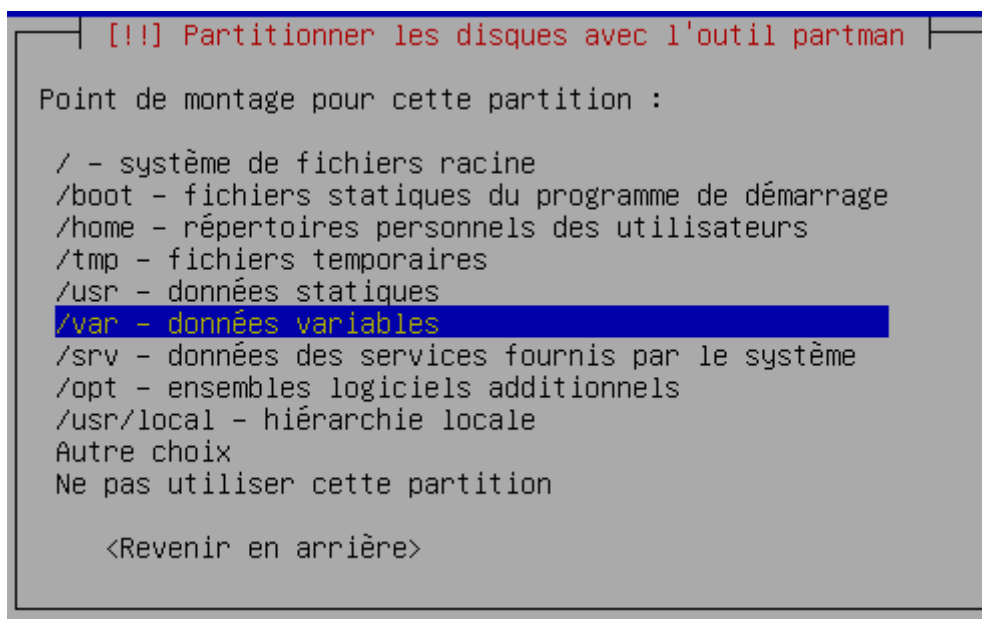 [!!] Partitionner les disques avec l'outil partman
Point de montage pour cette partition :
/ – système de fichiers racine
/boot – fichiers statiques du programme de démarrage
/home – répertoires personnels des utilisateurs
/tmp – fichiers temporaires
/usr – données statiques
/var – données variables
/srv – données des services fournis par le système
/opt – ensembles logiciels additionnels
/usr/local – hiérarchie locale
Autre choix
Ne pas utiliser cette partition
<Revenir en arrière>